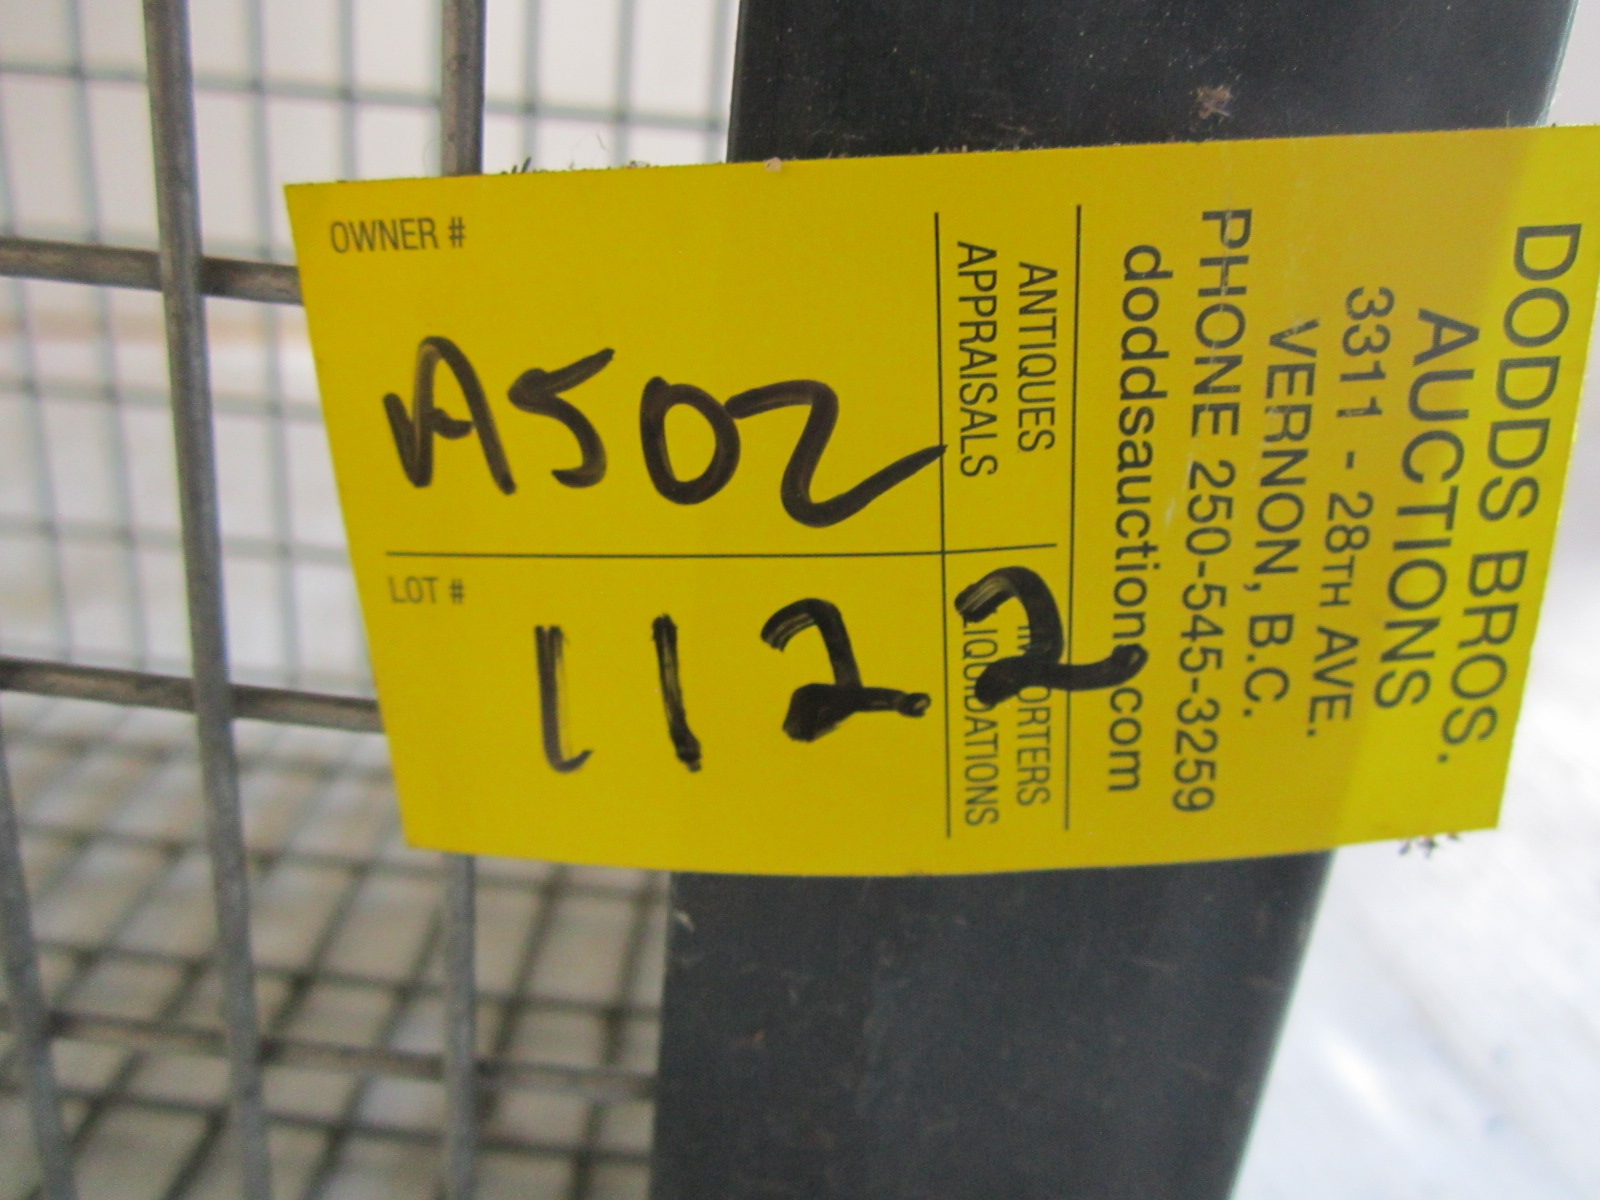 DODDS BROS.
AUCTIONS
3311 - 28TH AVE.
VERNON, B.C.
PHONE 250-545-3259
doddsauctions.com
ANTIQUES IMPORTERS
APPRAISALS LIQUIDATIONS
OWNER #
A502
LOT #
1122